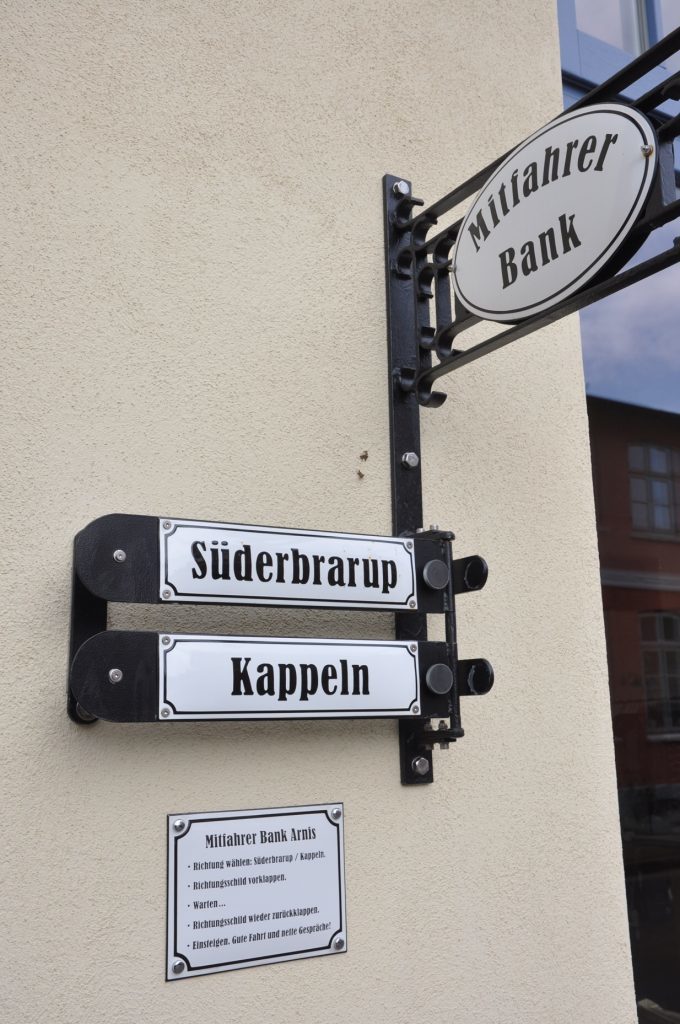 Mitfahrer
Bank
Süderbrarup
Kappeln
Mitfahrer Bank Arnis
• Richtung wählen: Süderbrarup / Kappeln.
• Richtungsschild vorklappen.
• Warten...
• Richtungsschild wieder zurückklappen.
• Einsteigen. Gute Fahrt und nette Gespräche!